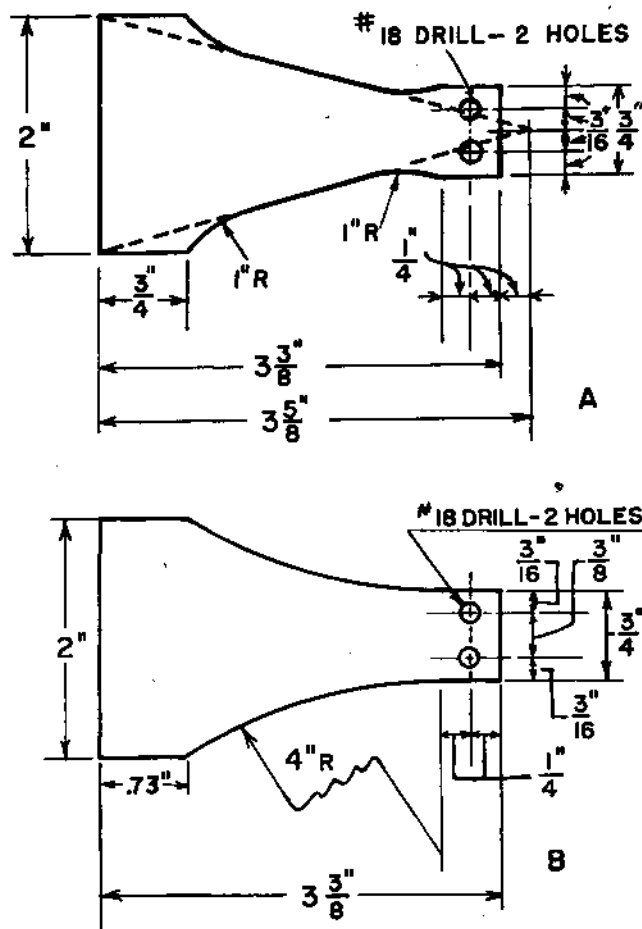 # 18 DRILL-2 HOLES
2"
3/16"
3/4"
1"R
1"R
1/4"
3/4"
3 3/8"
3 5/8"
A
# 18 DRILL-2 HOLES
3/16"
3/8"
2"
3/4"
3/16"
4"R
.73"
1/4"
B
3 3/8"